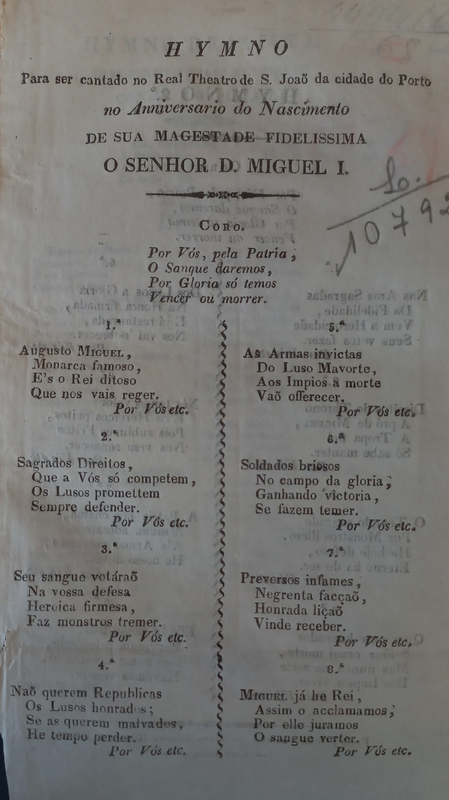 HYMNO
Para ser cantado no Real Theatro de S. Joaõ da cidade do Porto
no Anniversario do Nascimento
DE SUA MAGESTADE FIDELISSIMA
O SENHOR D. MIGUEL I.
Lo.
10792
CORO.
Por Vós, pela Patria,
O Sangue daremos,
Por Gloria só temos
Vencer ou morrer.
1.ª
Augusto MIGUEL,
Monarca famoso,
E's o Rei ditoso
Que nos vais reger.
Por Vós etc.
2.ª
Sagrados Direitos,
Que a Vós só competem,
Os Lusos promettem
Sempre defender.
Por Vós etc.
3.ª
Seu sangue votáraõ
Na vossa defesa
Heroica firmesa,
Faz monstros tremer.
Por Vós etc.
4.ª
Naõ querem Republicas
Os Lusos honrados;
Se as querem malvados,
He tempo perder.
Por Vós etc.
5.ª
As Armas invictas
Do Luso Mavorte,
Aos Impios a morte
Vaõ offerecer.
Por Vós etc.
6.ª
Soldados briosos
No campo da gloria,
Ganhando victoria,
Se fazem temer.
Por Vós etc.
7.ª
Preversos infames,
Negrenta facçaõ,
Honrada liçaõ
Vinde receber.
Por Vós etc.
8.ª
MIGUEL já he Rei,
Assim o acclamamos,
Por elle juramos
O sangue verter.
Por Vós etc.